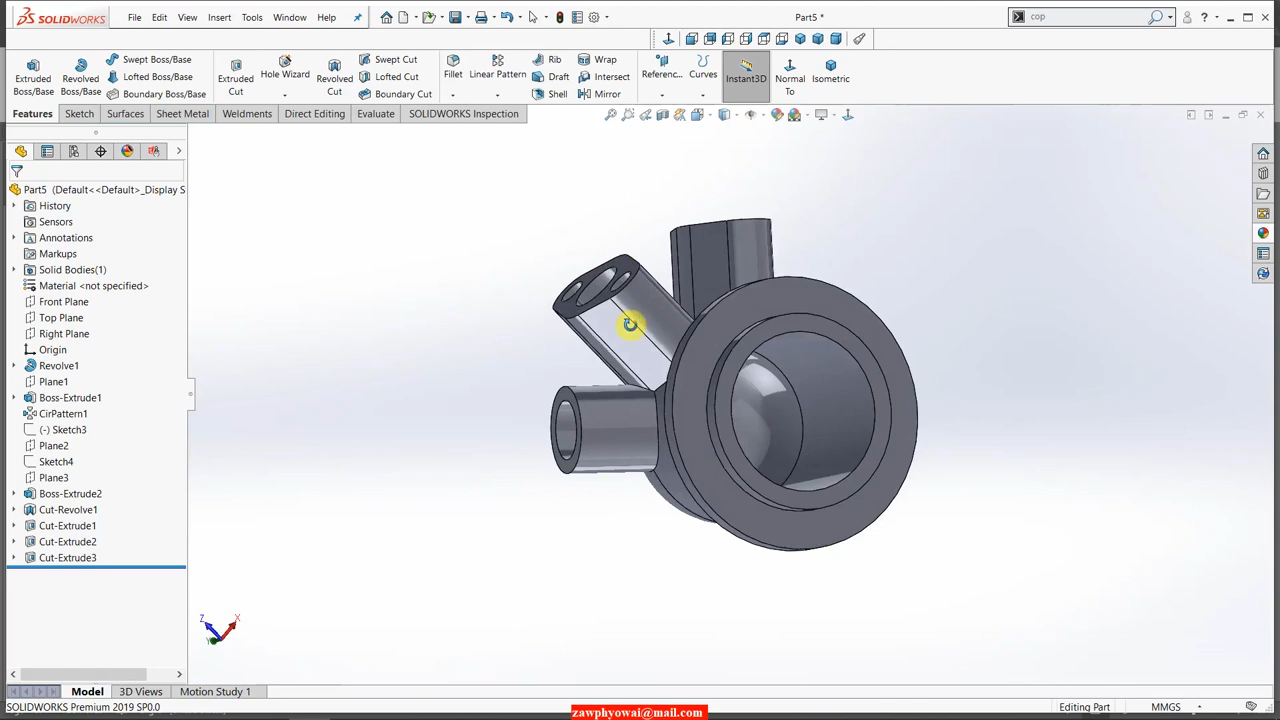 SOLIDWORKS File Edit View Insert Tools Window Help Part5 * cop ?
Extruded Boss/Base
Revolved Boss/Base
Swept Boss/Base
Lofted Boss/Base
Boundary Boss/Base
Extruded Cut
Hole Wizard
Revolved Cut
Swept Cut
Lofted Cut
Boundary Cut
Fillet
Linear Pattern
Rib
Draft
Shell
Wrap
Intersect
Mirror
Referenc...
Curves
Instant3D
Normal To
Isometric
Features Sketch Surfaces Sheet Metal Weldments Direct Editing Evaluate SOLIDWORKS Inspection
Part5 (Default<<Default>_Display S
History
Sensors
Annotations
Markups
Solid Bodies(1)
Material <not specified>
Front Plane
Top Plane
Right Plane
Origin
Revolve1
Plane1
Boss-Extrude1
CirPattern1
(-) Sketch3
Plane2
Sketch4
Plane3
Boss-Extrude2
Cut-Revolve1
Cut-Extrude1
Cut-Extrude2
Cut-Extrude3
Z X
Y
Model 3D Views Motion Study 1
SOLIDWORKS Premium 2019 SP0.0 Editing Part MMGS
zawphyowai@mail.com